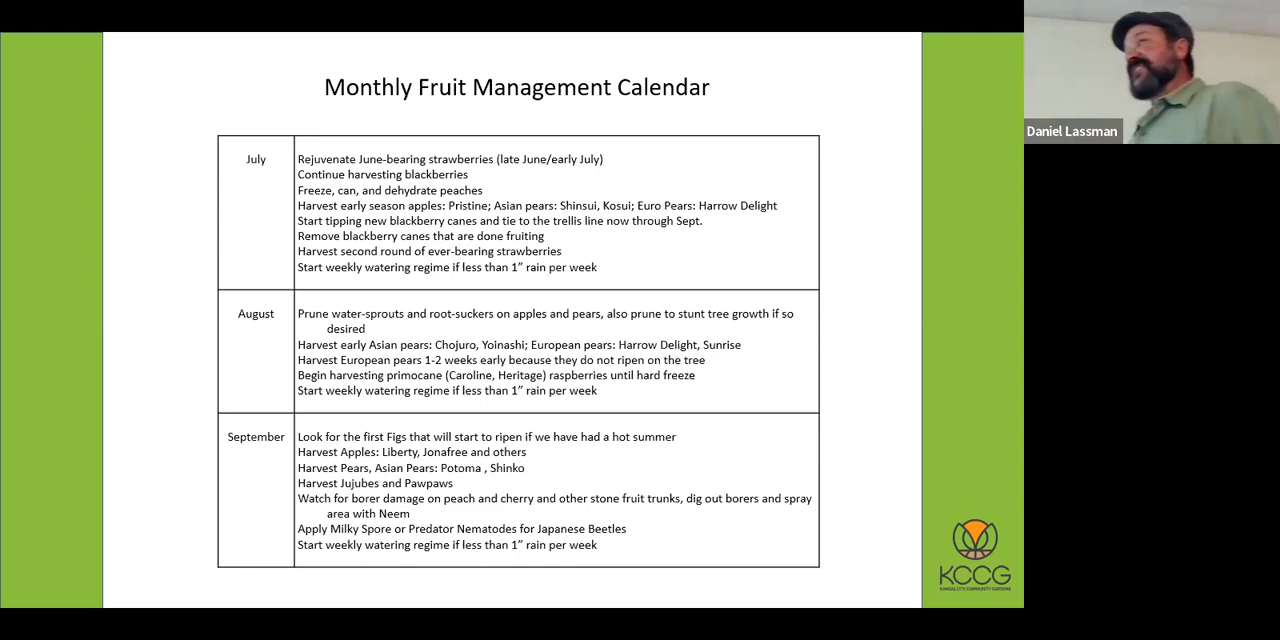 Monthly Fruit Management Calendar
July
Rejuvenate June-bearing strawberries (late June/early July)
Continue harvesting blackberries
Freeze, can, and dehydrate peaches
Harvest early season apples: Pristine; Asian pears: Shinsui, Kosui; Euro Pears: Harrow Delight
Start tipping new blackberry canes and tie to the trellis line now through Sept.
Remove blackberry canes that are done fruiting
Harvest second round of ever-bearing strawberries
Start weekly watering regime if less than 1” rain per week
August
Prune water-sprouts and root-suckers on apples and pears, also prune to stunt tree growth if so
desired
Harvest early Asian pears: Chojuro, Yoinashi; European pears: Harrow Delight, Sunrise
Harvest European pears 1-2 weeks early because they do not ripen on the tree
Begin harvesting primocane (Caroline, Heritage) raspberries until hard freeze
Start weekly watering regime if less than 1” rain per week
September
Look for the first Figs that will start to ripen if we have had a hot summer
Harvest Apples: Liberty, Jonafree and others
Harvest Pears, Asian Pears: Potoma , Shinko
Harvest Jujubes and Pawpaws
Watch for borer damage on peach and cherry and other stone fruit trunks, dig out borers and spray
area with Neem
Apply Milky Spore or Predator Nematodes for Japanese Beetles
Start weekly watering regime if less than 1” rain per week
KCCG
KANSAS CITY COMMUNITY GARDENS
Daniel Lassman